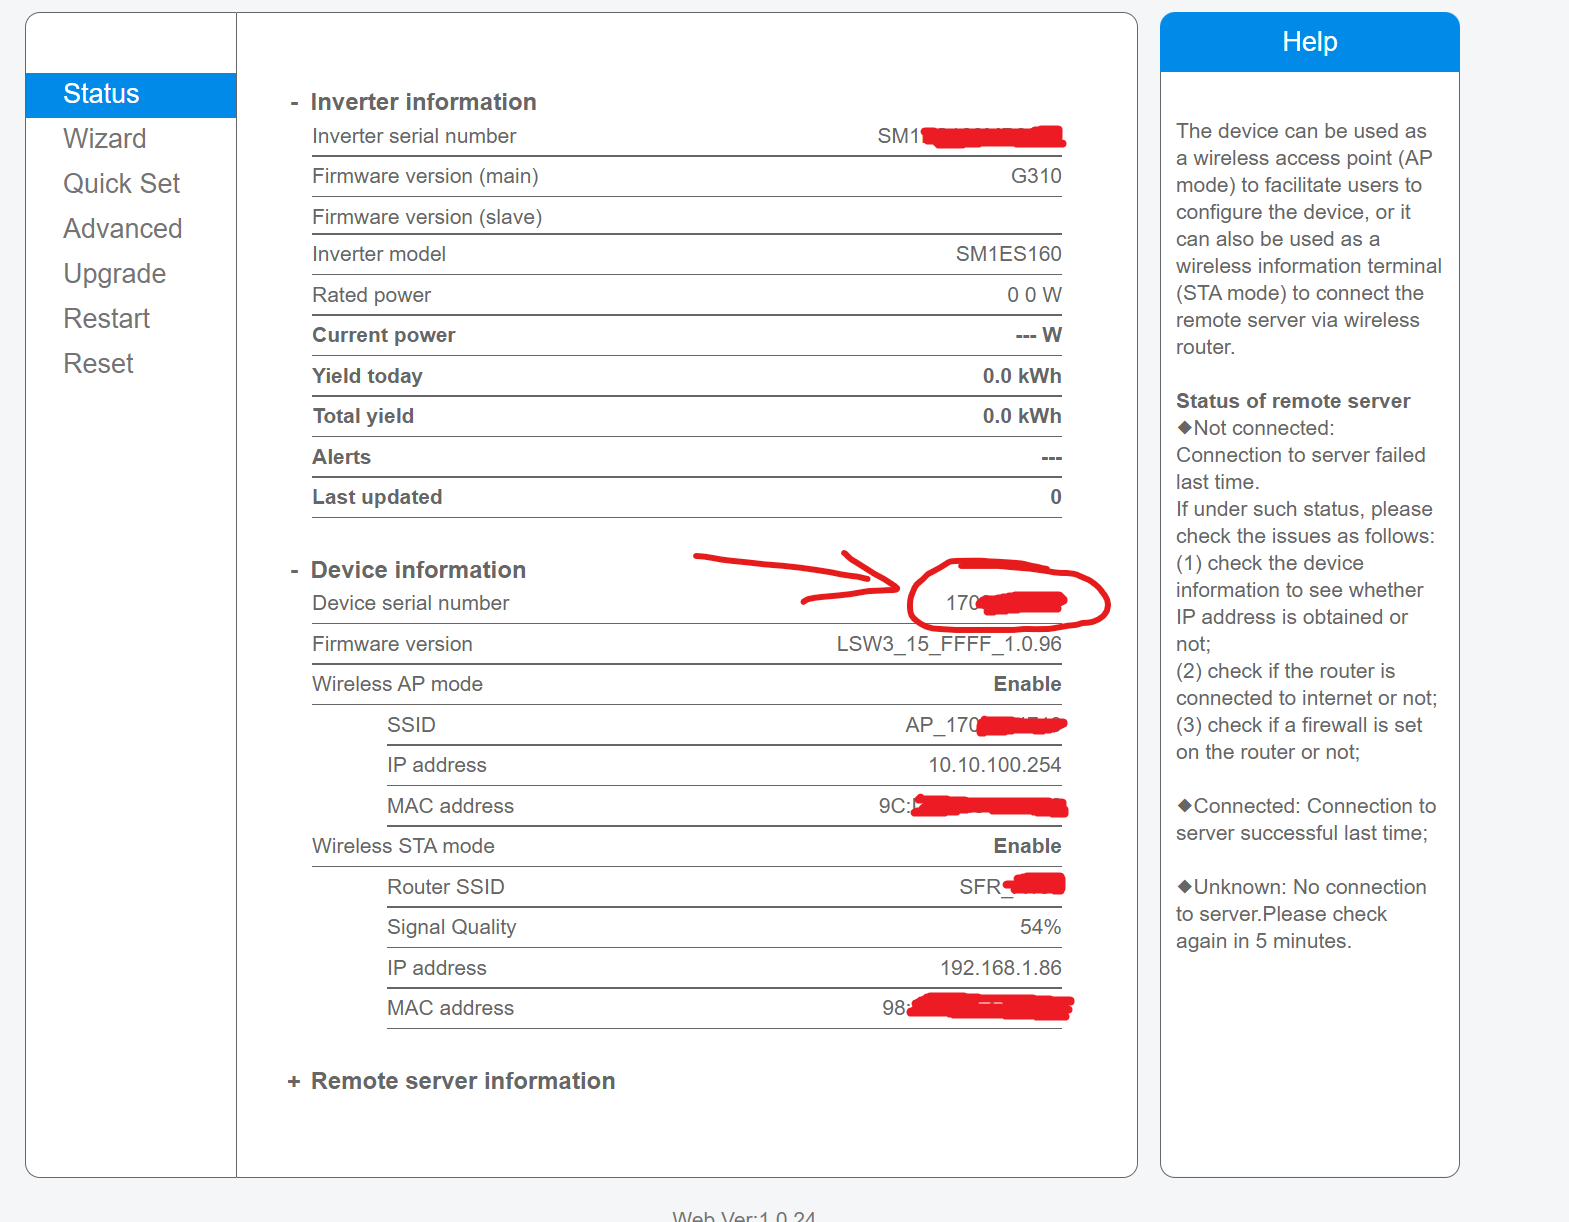 Status
Wizard
Quick Set
Advanced
Upgrade
Restart
Reset
- Inverter information
Inverter serial number SM1
Firmware version (main) G310
Firmware version (slave)
Inverter model SM1ES160
Rated power 0 0 W
Current power --- W
Yield today 0.0 kWh
Total yield 0.0 kWh
Alerts ---
Last updated 0
- Device information
Device serial number 170
Firmware version LSW3_15_FFFF_1.0.96
Wireless AP mode Enable
SSID AP_170
IP address 10.10.100.254
MAC address 9C:
Wireless STA mode Enable
Router SSID SFR_
Signal Quality 54%
IP address 192.168.1.86
MAC address 98:
+ Remote server information
Help
The device can be used as
a wireless access point (AP
mode) to facilitate users to
configure the device, or it
can also be used as a
wireless information terminal
(STA mode) to connect the
remote server via wireless
router.
Status of remote server
◆Not connected:
Connection to server failed
last time.
If under such status, please
check the issues as follows:
(1) check the device
information to see whether
IP address is obtained or
not;
(2) check if the router is
connected to internet or not;
(3) check if a firewall is set
on the router or not;
◆Connected: Connection to
server successful last time;
◆Unknown: No connection
to server.Please check
again in 5 minutes.
Web Ver:1.0.24